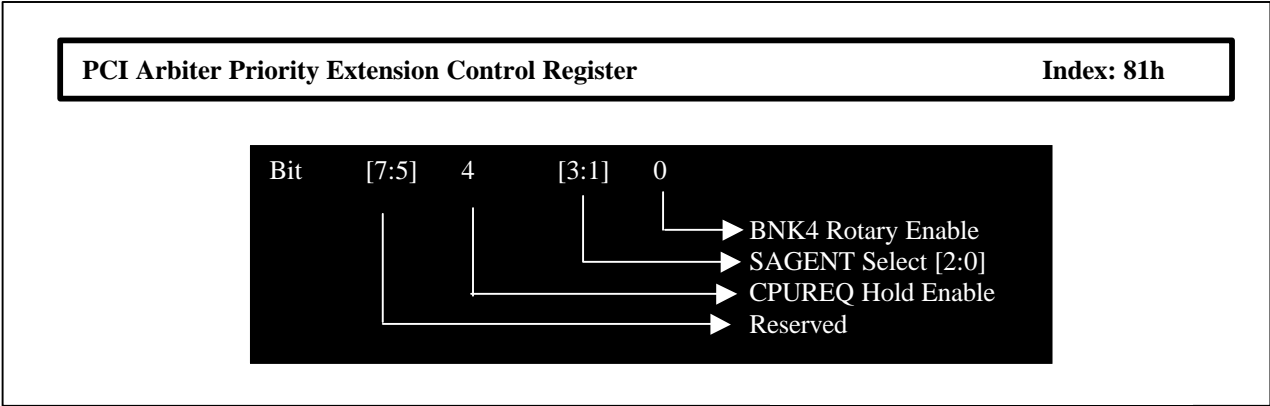 PCI Arbiter Priority Extension Control Register Index: 81h
Bit [7:5] 4 [3:1] 0
BNK4 Rotary Enable
SAGENT Select [2:0]
CPUREQ Hold Enable
Reserved